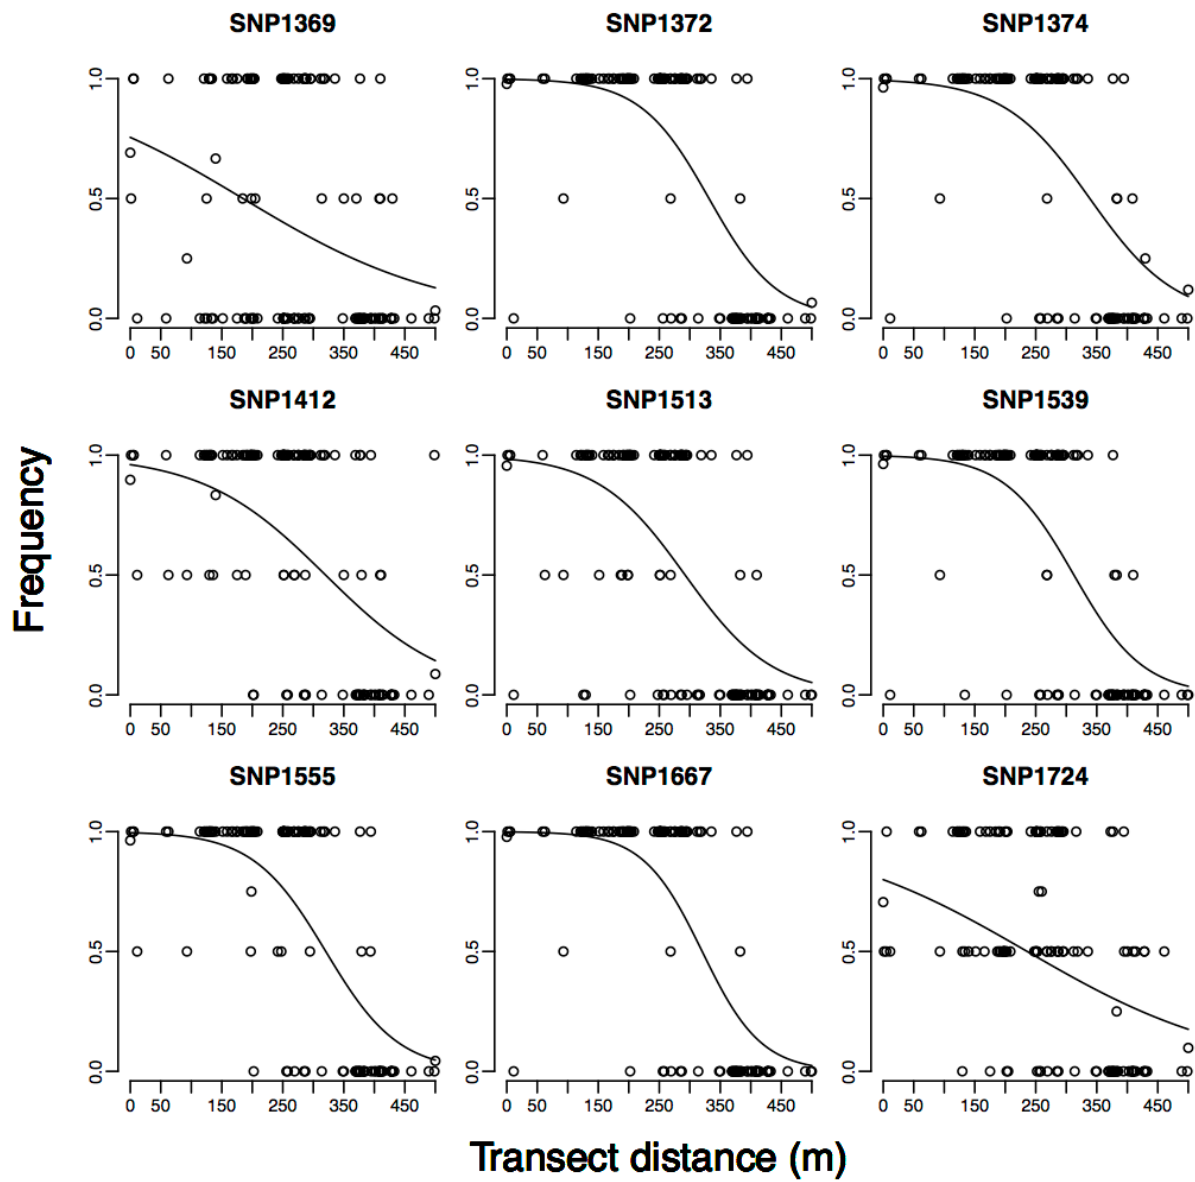 SNP1369 SNP1372 SNP1374
1.0 1.0 1.0
0.5 0.5 0.5
0.0 0.0 0.0
0 50 150 250 350 450 0 50 150 250 350 450 0 50 150 250 350 450
SNP1412 SNP1513 SNP1539
Frequency
1.0 1.0 1.0
0.5 0.5 0.5
0.0 0.0 0.0
0 50 150 250 350 450 0 50 150 250 350 450 0 50 150 250 350 450
SNP1555 SNP1667 SNP1724
1.0 1.0 1.0
0.5 0.5 0.5
0.0 0.0 0.0
0 50 150 250 350 450 0 50 150 250 350 450 0 50 150 250 350 450
Transect distance (m)